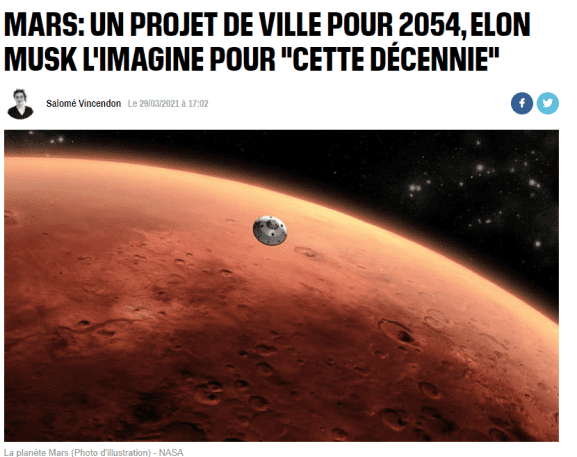 MARS: UN PROJET DE VILLE POUR 2054, ELON
MUSK L'IMAGINE POUR "CETTE DÉCENNIE"
Salomé Vincendon Le 29/03/2021 à 17:02
La planète Mars (Photo d'illustration) - NASA